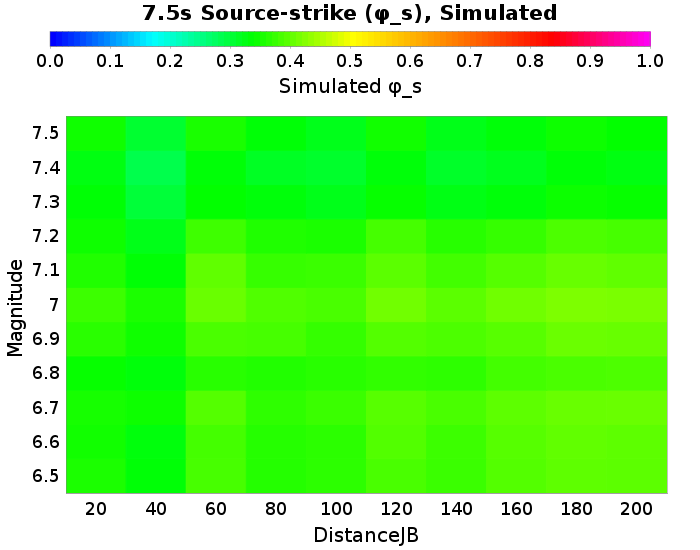 7.5s Source-strike (φ_s), Simulated
0.0 0.1 0.2 0.3 0.4 0.5 0.6 0.7 0.8 0.9 1.0
Simulated φ_s
Magnitude
7.5
7.4
7.3
7.2
7.1
7
6.9
6.8
6.7
6.6
6.5
20 40 60 80 100 120 140 160 180 200
DistanceJB